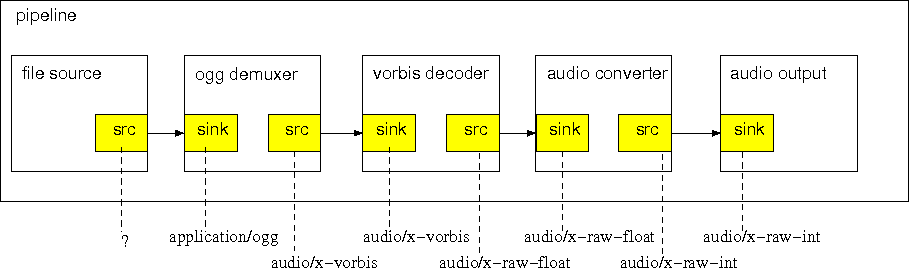 pipeline
file source
ogg demuxer
vorbis decoder
audio converter
audio output
src
sink
src
sink
src
sink
src
sink
?
application/ogg
audio/x-vorbis
audio/x-vorbis
audio/x-raw-float
audio/x-raw-float
audio/x-raw-int
audio/x-raw-int